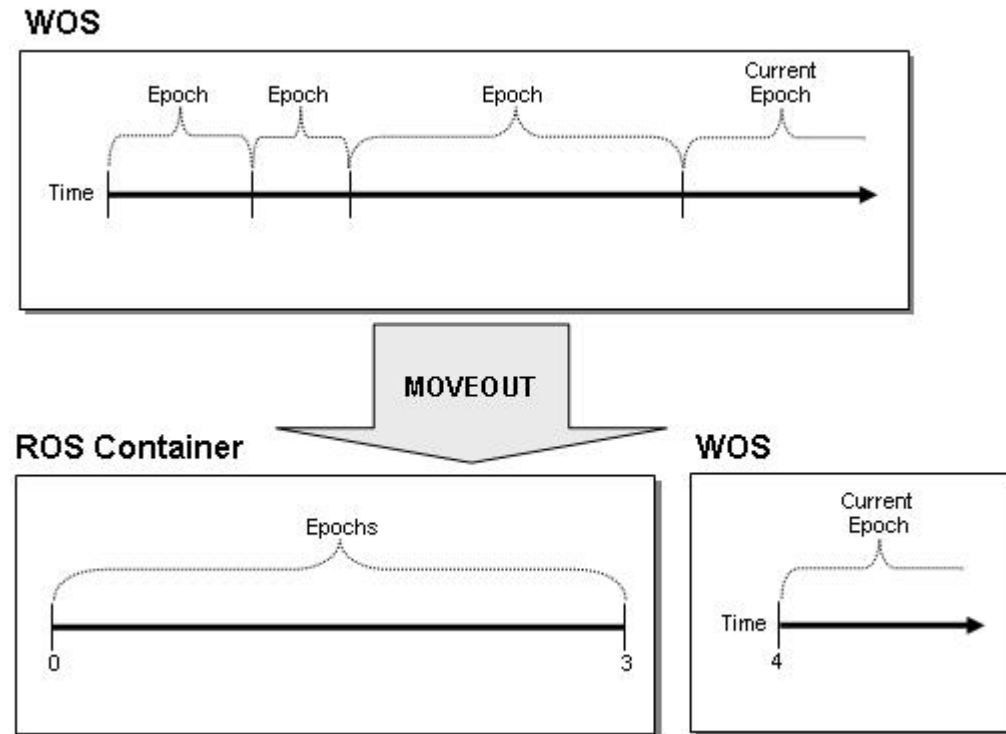 WOS
Epoch
Epoch
Epoch
Current
Epoch
Time
MOVEOUT
ROS Container
WOS
Epochs
0
3
Current
Epoch
Time
4